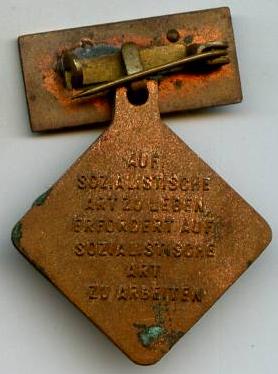 AUF
SOZIALISTISCHE
ART ZU LEBEN,
ERFORDERT AUF
SOZIALISTISCHE
ART
ZU ARBEITEN